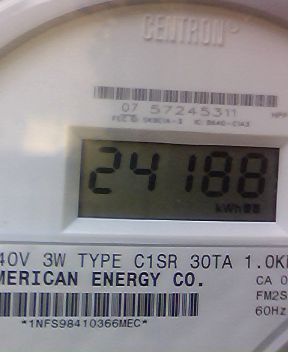 CENTRON®
07 57245311
24188
kWh
40V 3W TYPE C1SR 30TA 1.0K
MERICAN ENERGY CO.
CA 0
FM2S
60Hz
*1NFS98410366MEC*